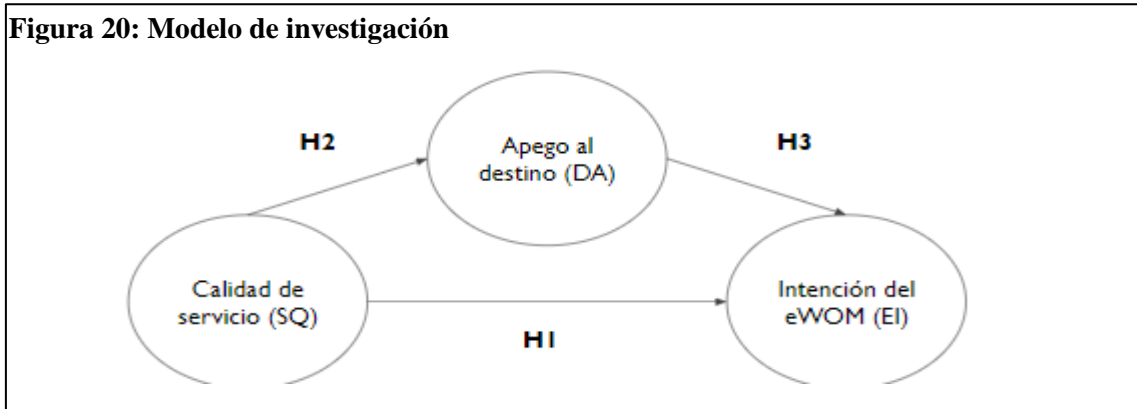 Figura 20: Modelo de investigación
H2
Apego al
destino (DA)
H3
Calidad de
servicio (SQ)
H1
Intención del
eWOM (EI)